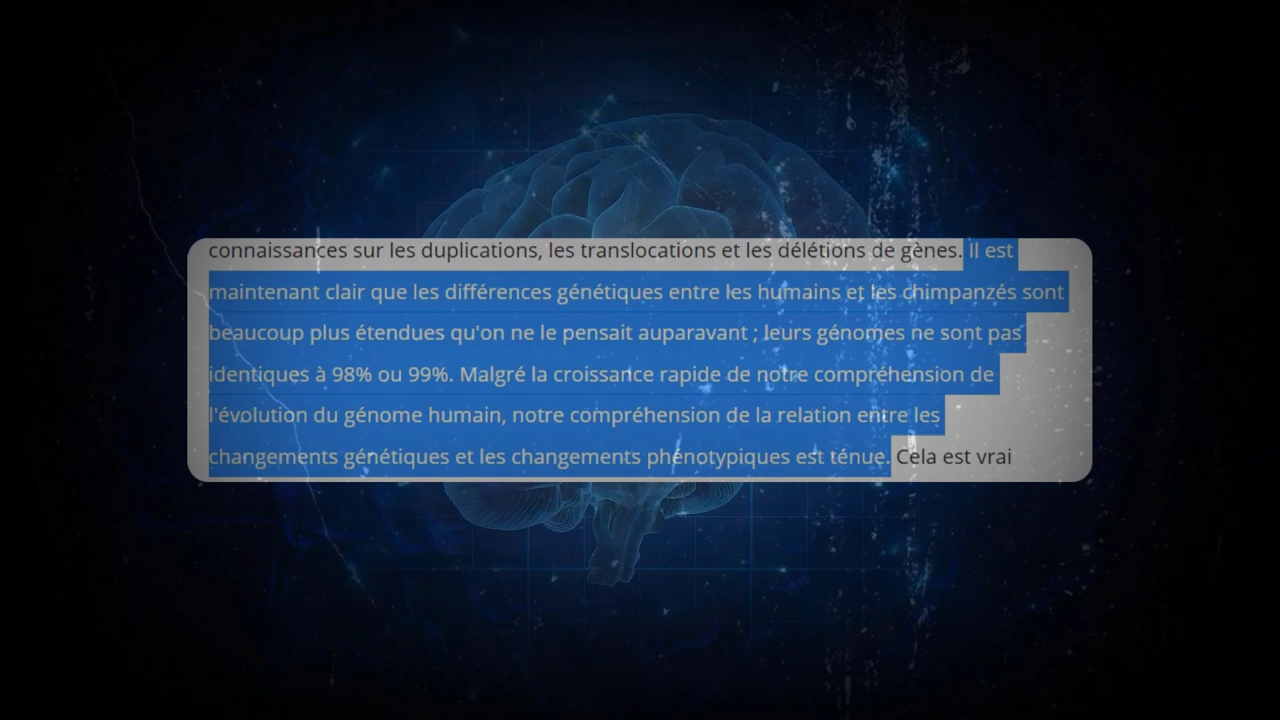 connaissances sur les duplications, les translocations et les délétions de gènes. Il est
maintenant clair que les différences génétiques entre les humains et les chimpanzés sont
beaucoup plus étendues qu'on ne le pensait auparavant ; leurs génomes ne sont pas
identiques à 98% ou 99%. Malgré la croissance rapide de notre compréhension de
l'évolution du génome humain, notre compréhension de la relation entre les
changements génétiques et les changements phénotypiques est ténue. Cela est vrai